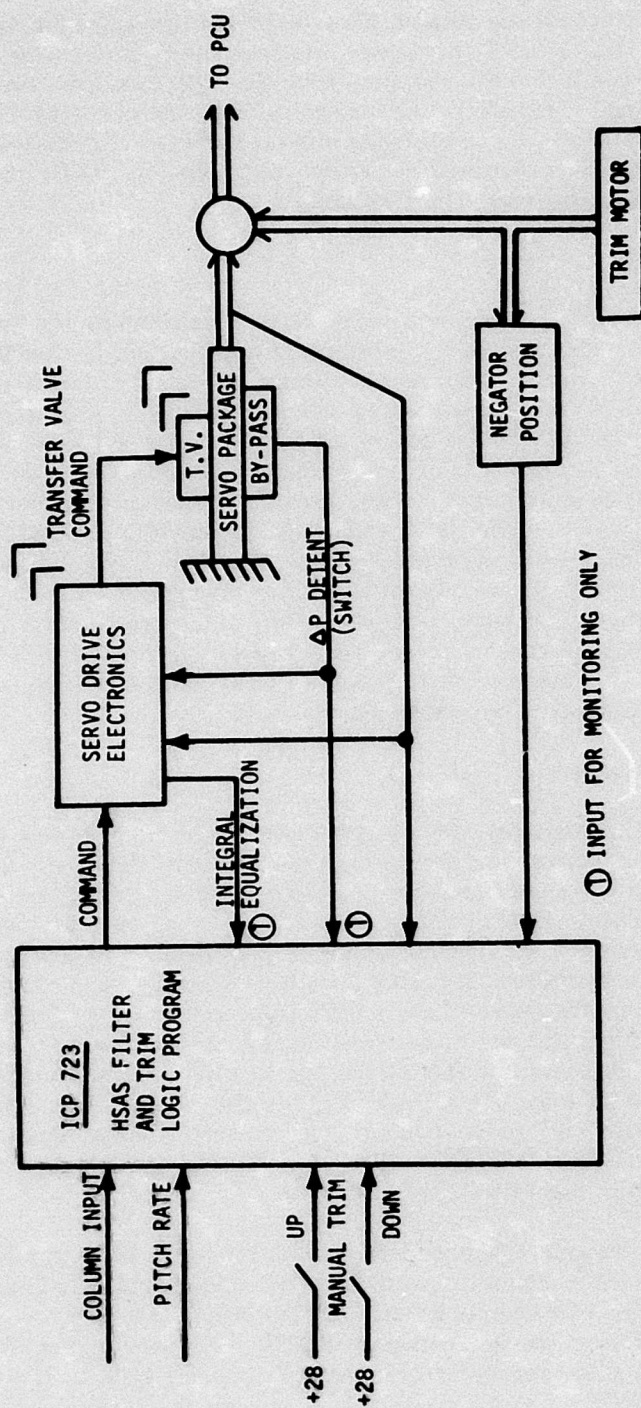 COLUMN INPUT
PITCH RATE
+28
UP
MANUAL TRIM
+28
DOWN
ICP 723
HSAS FILTER
AND TRIM
LOGIC PROGRAM
COMMAND
INTEGRAL
EQUALIZATION
①
①
SERVO DRIVE
ELECTRONICS
TRANSFER VALVE
COMMAND
T.V.
SERVO PACKAGE
BY-PASS
ΔP DETENT
(SWITCH)
TO PCU
NEGATOR
POSITION
TRIM MOTOR
① INPUT FOR MONITORING ONLY